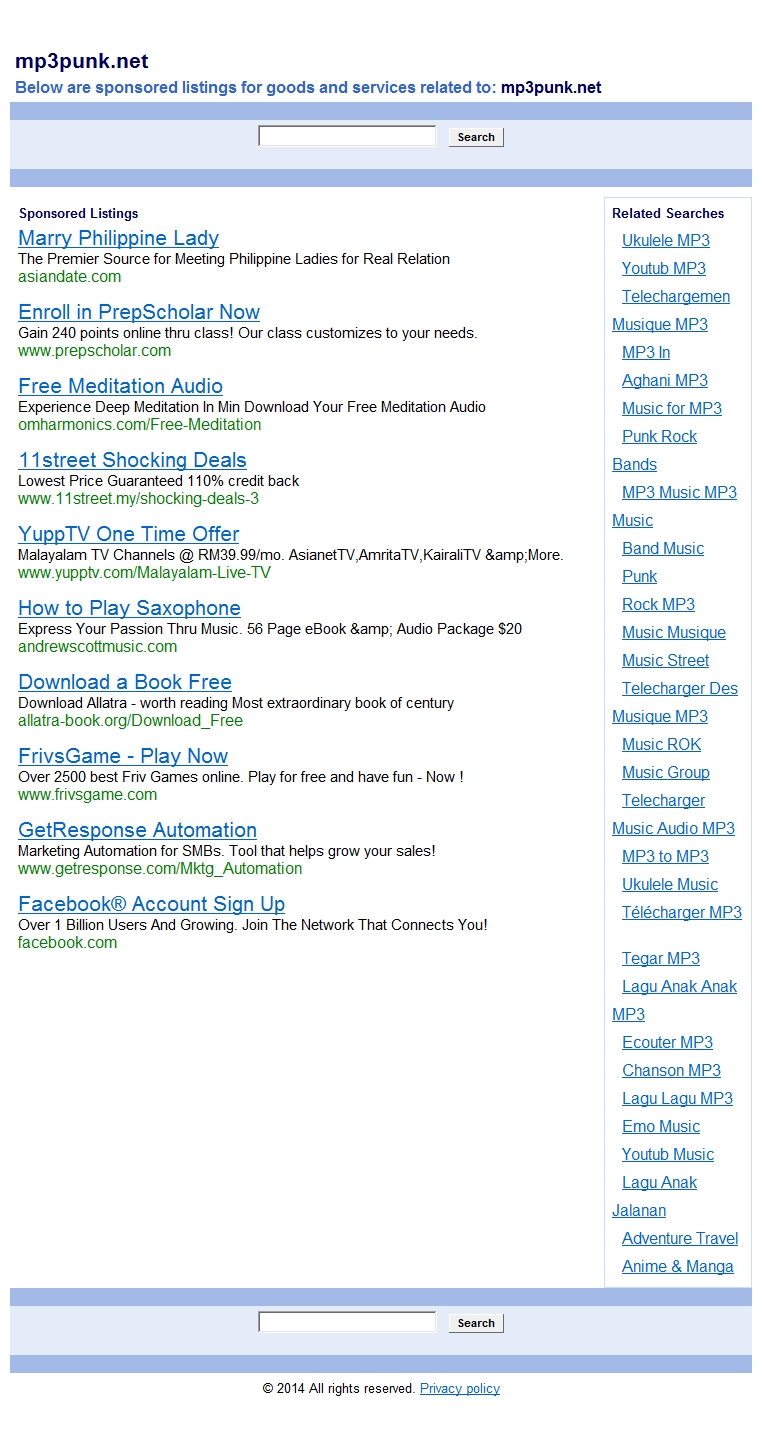 mp3punk.net
Below are sponsored listings for goods and services related to: mp3punk.net
Search
Sponsored Listings
Marry Philippine Lady
The Premier Source for Meeting Philippine Ladies for Real Relation
asiandate.com
Enroll in PrepScholar Now
Gain 240 points online thru class! Our class customizes to your needs.
www.prepscholar.com
Free Meditation Audio
Experience Deep Meditation In Min Download Your Free Meditation Audio
omharmonics.com/Free-Meditation
11street Shocking Deals
Lowest Price Guaranteed 110% credit back
www.11street.my/shocking-deals-3
YuppTV One Time Offer
Malayalam TV Channels @ RM39.99/mo. AsianetTV,AmritaTV,KairaliTV &amp;More.
www.yupptv.com/Malayalam-Live-TV
How to Play Saxophone
Express Your Passion Thru Music. 56 Page eBook &amp; Audio Package $20
andrewscottmusic.com
Download a Book Free
Download Allatra - worth reading Most extraordinary book of century
allatra-book.org/Download_Free
FrivsGame - Play Now
Over 2500 best Friv Games online. Play for free and have fun - Now !
www.frivsgame.com
GetResponse Automation
Marketing Automation for SMBs. Tool that helps grow your sales!
www.getresponse.com/Mktg_Automation
Facebook® Account Sign Up
Over 1 Billion Users And Growing. Join The Network That Connects You!
facebook.com
Related Searches
Ukulele MP3
Youtub MP3
Telechargemen
Musique MP3
MP3 In
Aghani MP3
Music for MP3
Punk Rock
Bands
MP3 Music MP3
Music
Band Music
Punk
Rock MP3
Music Musique
Music Street
Telecharger Des
Musique MP3
Music ROK
Music Group
Telecharger
Music Audio MP3
MP3 to MP3
Ukulele Music
Télécharger MP3
Tegar MP3
Lagu Anak Anak
MP3
Ecouter MP3
Chanson MP3
Lagu Lagu MP3
Emo Music
Youtub Music
Lagu Anak
Jalanan
Adventure Travel
Anime & Manga
Search
© 2014 All rights reserved. Privacy policy